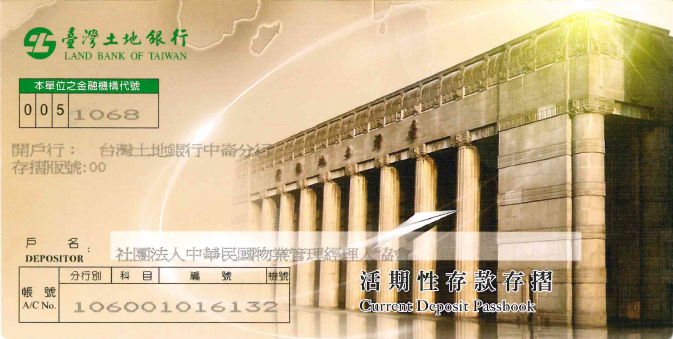 臺灣土地銀行
LAND BANK OF TAIWAN
本單位之金融機構代號
005 1068
開戶行： 台灣土地銀行中崙分行
存摺版號:00
戶 名： 社團法人中華民國物業管理經理人協會
DEPOSITOR
分行別 科 目 編 號 檢號
帳 號 106001016132
A/C No.
活期性存款存摺
Current Deposit Passbook